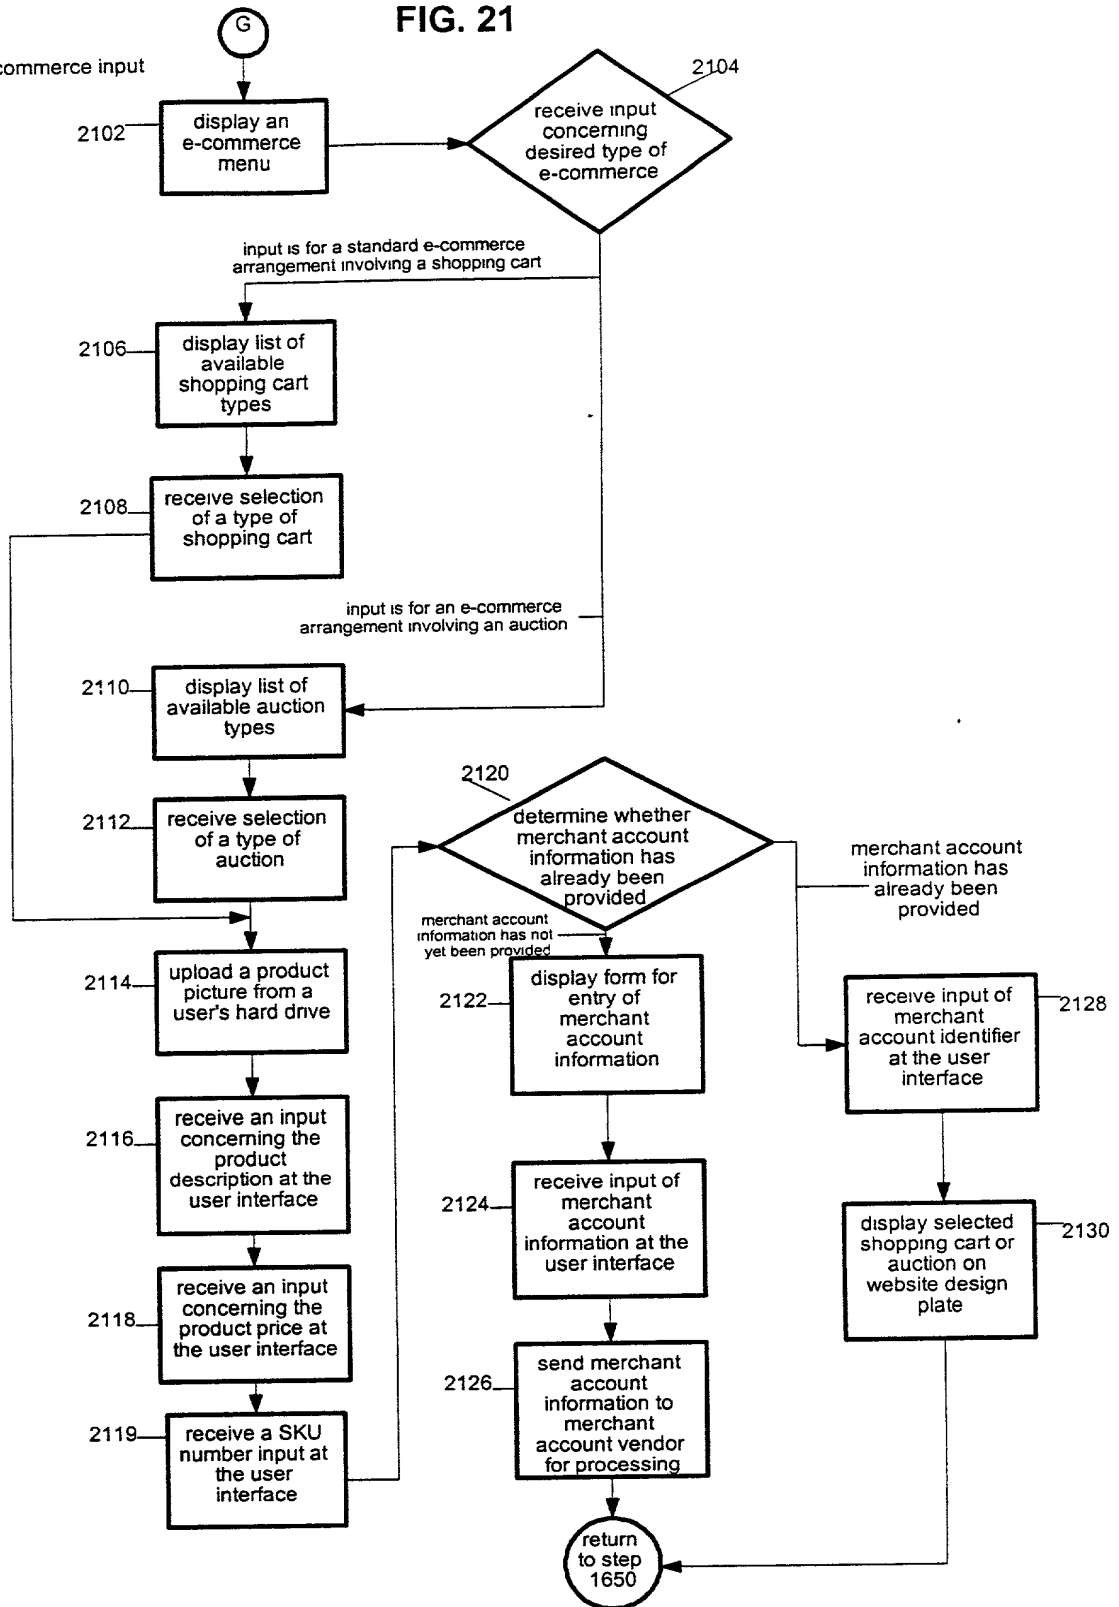 FIG. 21
G
commerce input
2102
display an
e-commerce
menu
2104
receive input
concerning
desired type of
e-commerce
input is for a standard e-commerce
arrangement involving a shopping cart
2106
display list of
available
shopping cart
types
2108
receive selection
of a type of
shopping cart
input is for an e-commerce
arrangement involving an auction
2110
display list of
available auction
types
2112
receive selection
of a type of
auction
2114
upload a product
picture from a
user's hard drive
2116
receive an input
concerning the
product
description at the
user interface
2118
receive an input
concerning the
product price at
the user interface
2119
receive a SKU
number input at
the user
interface
2120
determine whether
merchant account
information has
already been
provided
merchant account
information has
already been
provided
merchant account
information has not
yet been provided
2122
display form for
entry of
merchant
account
information
2124
receive input of
merchant
account
information at the
user interface
2126
send merchant
account
information to
merchant
account vendor
for processing
2128
receive input of
merchant
account identifier
at the user
interface
2130
display selected
shopping cart or
auction on
website design
plate
return
to step
1650